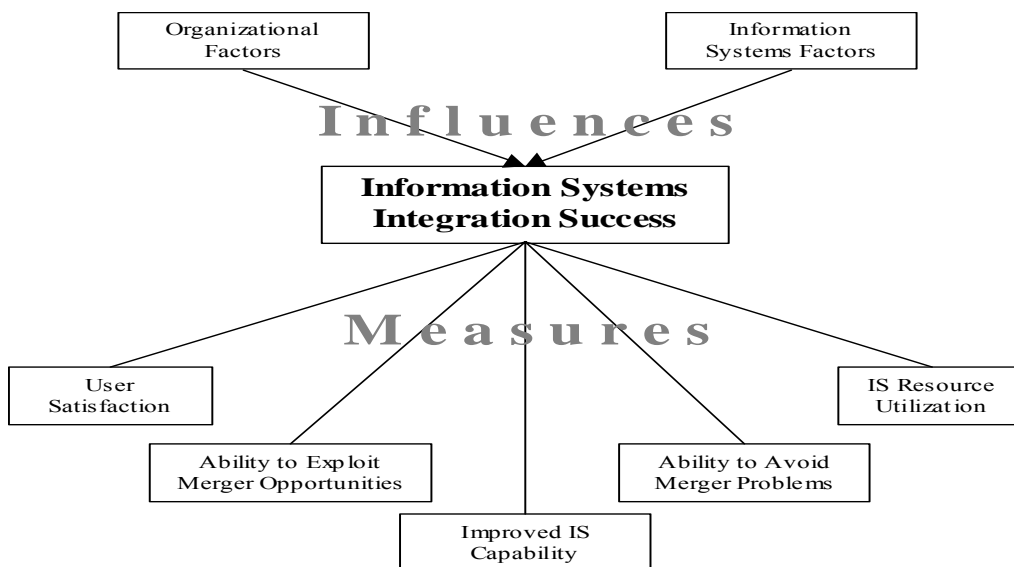 Organizational
Factors
Information
Systems Factors
Influences
Information Systems
Integration Success
Measures
User
Satisfaction
IS Resource
Utilization
Ability to Exploit
Merger Opportunities
Ability to Avoid
Merger Problems
Improved IS
Capability